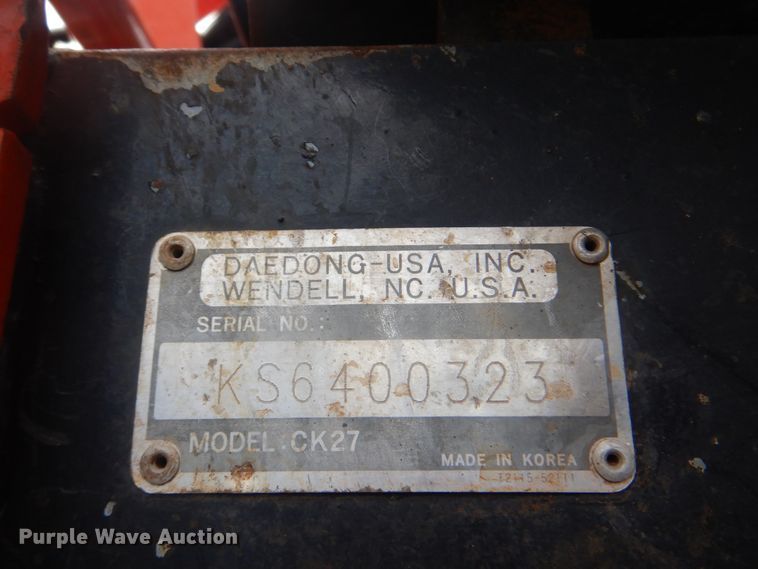 DAEDONG-USA, INC.
WENDELL, NC. U.S.A.
SERIAL NO.:
KS6400323
MODEL: CK27
MADE IN KOREA
Purple Wave Auction